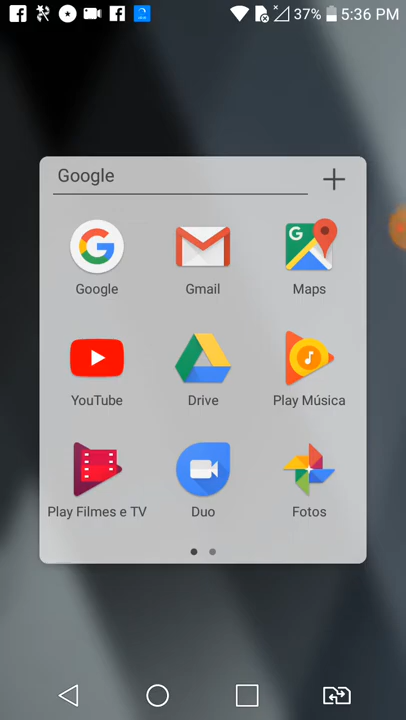 37% 5:36 PM
Google
Google Gmail Maps
YouTube Drive Play Música
Play Filmes e TV Duo Fotos